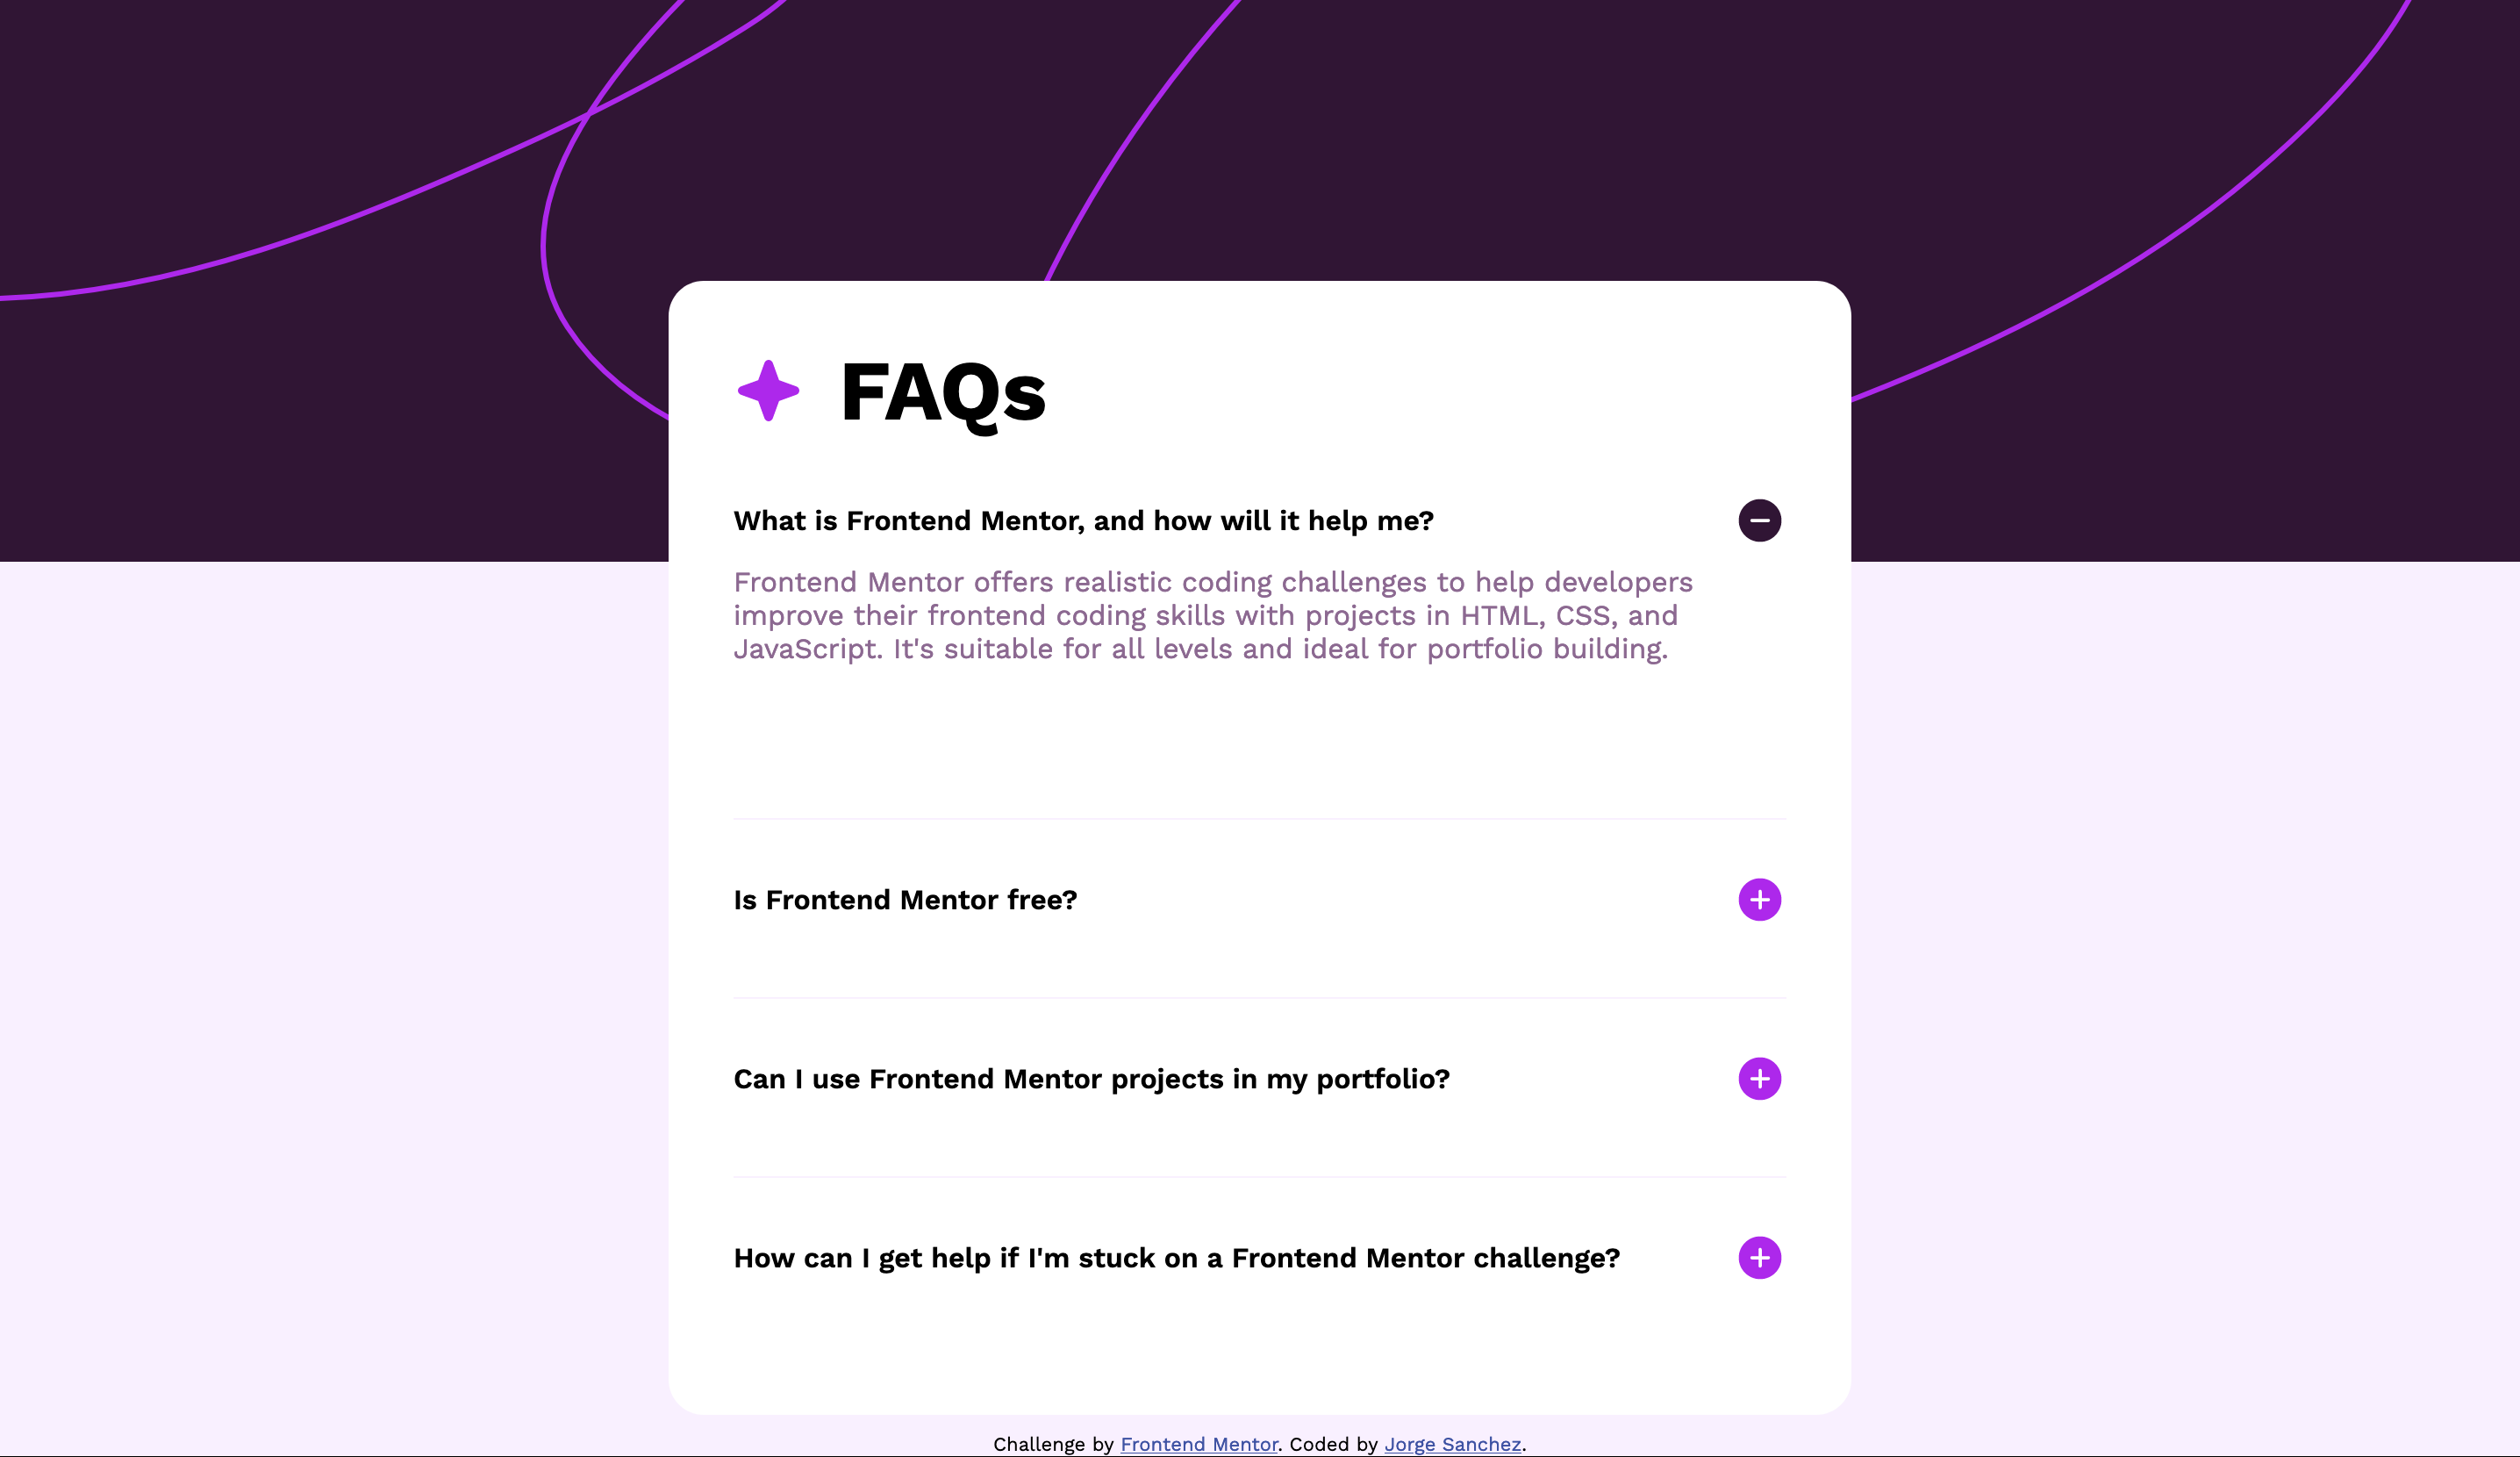 FAQs
What is Frontend Mentor, and how will it help me?
Frontend Mentor offers realistic coding challenges to help developers
improve their frontend coding skills with projects in HTML, CSS, and
JavaScript. It's suitable for all levels and ideal for portfolio building.
Is Frontend Mentor free?
Can I use Frontend Mentor projects in my portfolio?
How can I get help if I'm stuck on a Frontend Mentor challenge?
Challenge by Frontend Mentor. Coded by Jorge Sanchez.